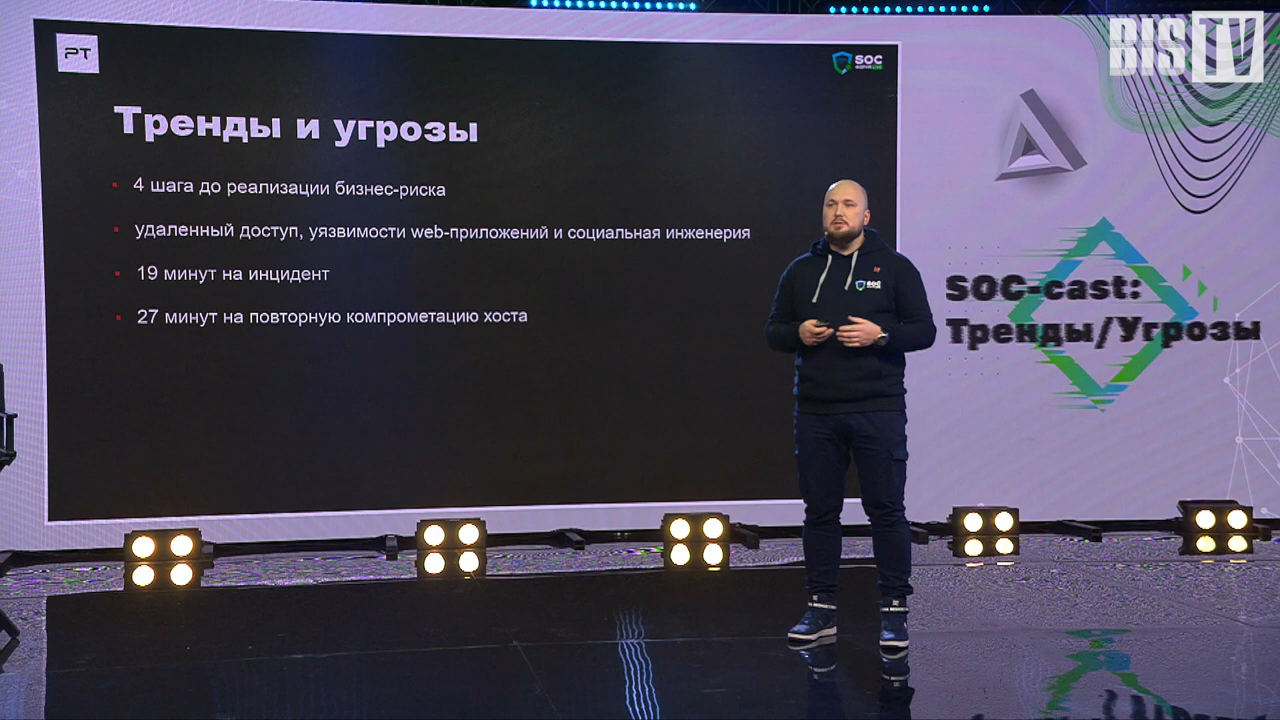 BIS TV
PT
SOC
Тренды и угрозы
4 шага до реализации бизнес-риска
удаленный доступ, уязвимости web-приложений и социальная инженерия
19 минут на инцидент
27 минут на повторную компрометацию хоста
SOC
SOC-cast:
Тренды/Угрозы